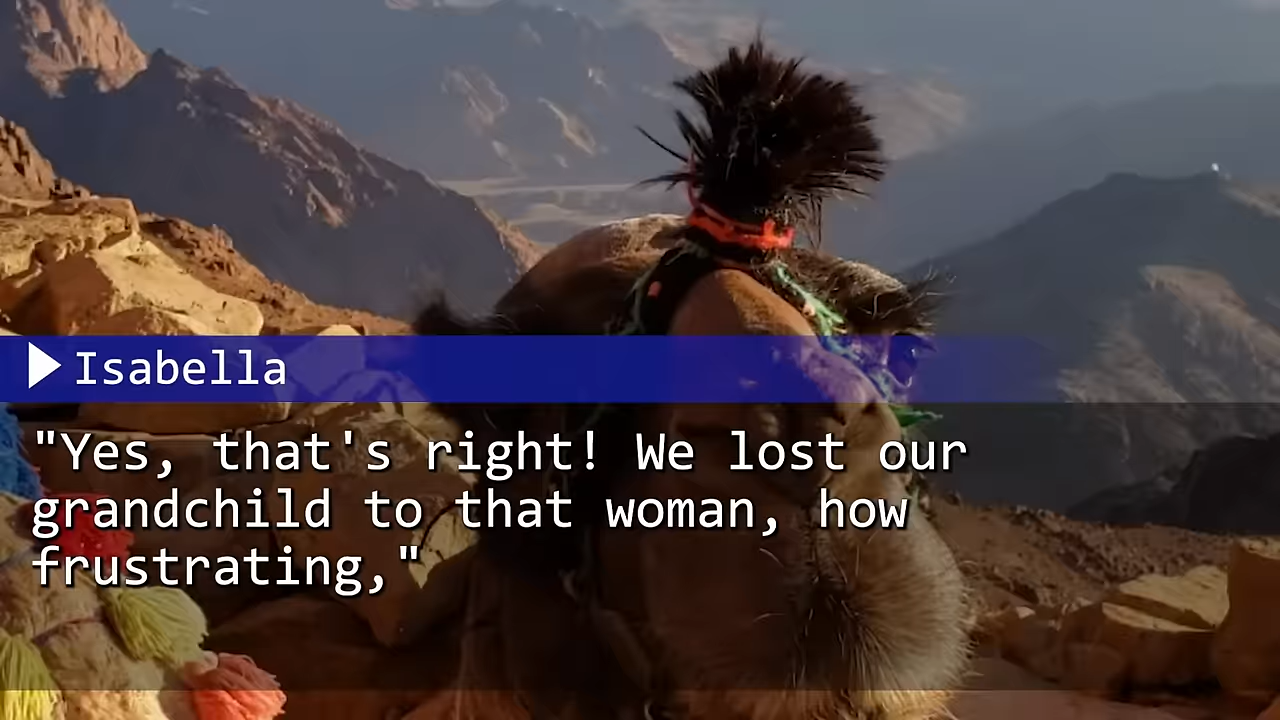 Isabella
"Yes, that's right! We lost our
grandchild to that woman, how
frustrating,"